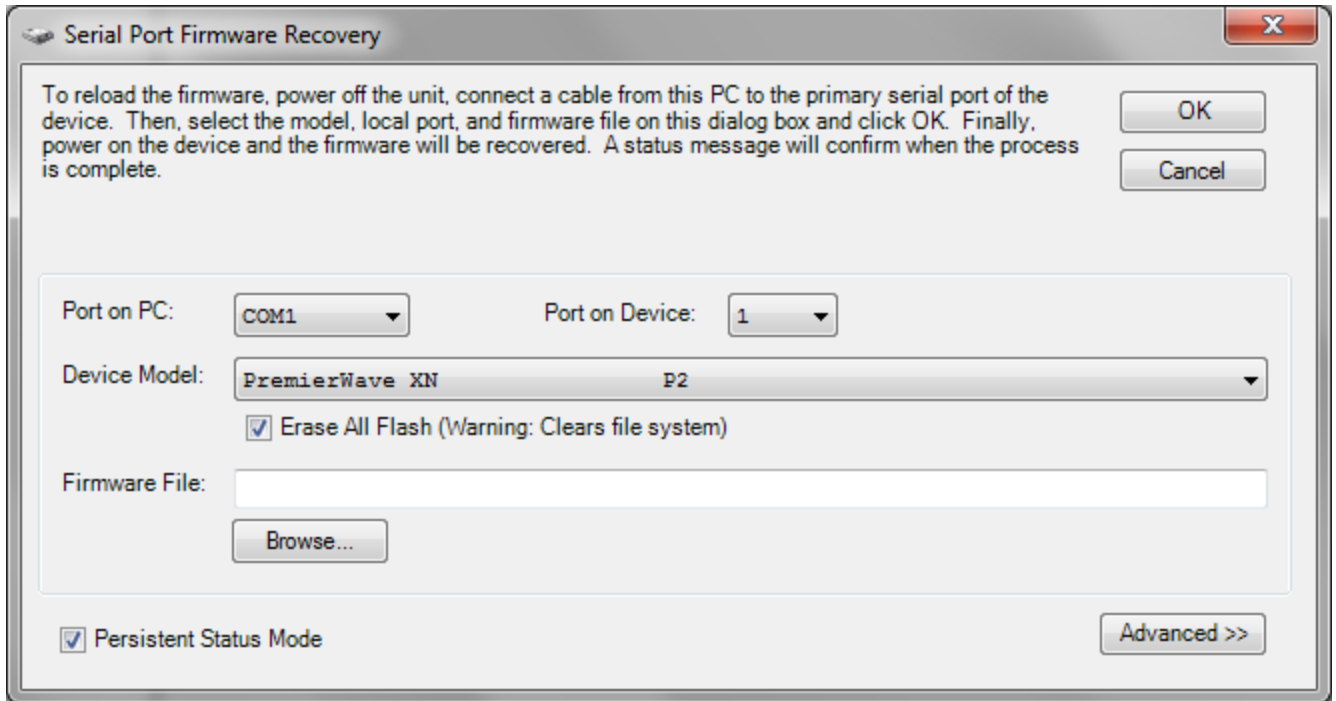 Serial Port Firmware Recovery
To reload the firmware, power off the unit, connect a cable from this PC to the primary serial port of the
device.  Then, select the model, local port, and firmware file on this dialog box and click OK.  Finally,
power on the device and the firmware will be recovered.  A status message will confirm when the process
is complete.
OK
Cancel
Port on PC: COM1 Port on Device: 1
Device Model: PremierWave XN P2
Erase All Flash (Warning: Clears file system)
Firmware File:
Browse...
Persistent Status Mode
Advanced >>